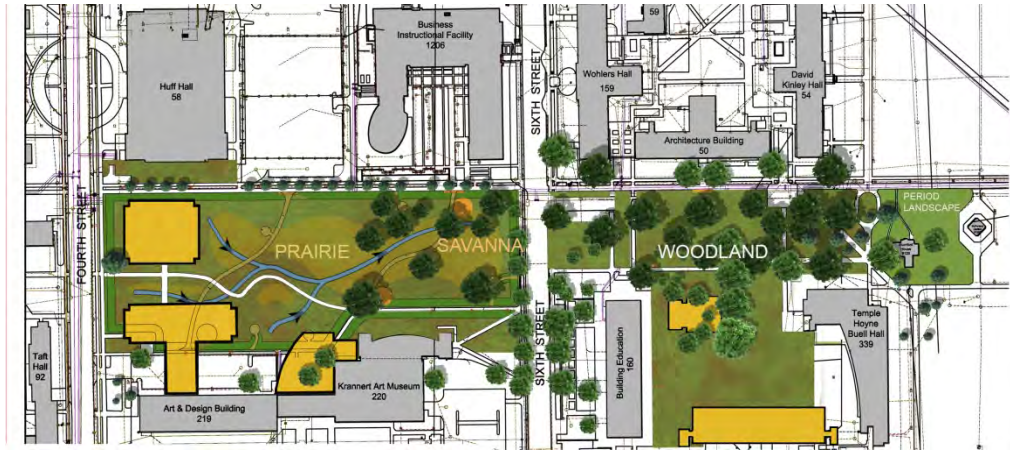 Huff Hall
58
Business
Instructional Facility
1206
SIXTH STREET
59
Wohlers Hall
159
David
Kinley Hall
54
Architecture Building
50
FOURTH STREET
PRAIRIE
SAVANNA
WOODLAND
PERIOD
LANDSCAPE
Taft
Hall
92
Art & Design Building
219
Krannert Art Museum
220
SIXTH STREET
Building Education
160
Temple
Hoyne
Buell Hall
339